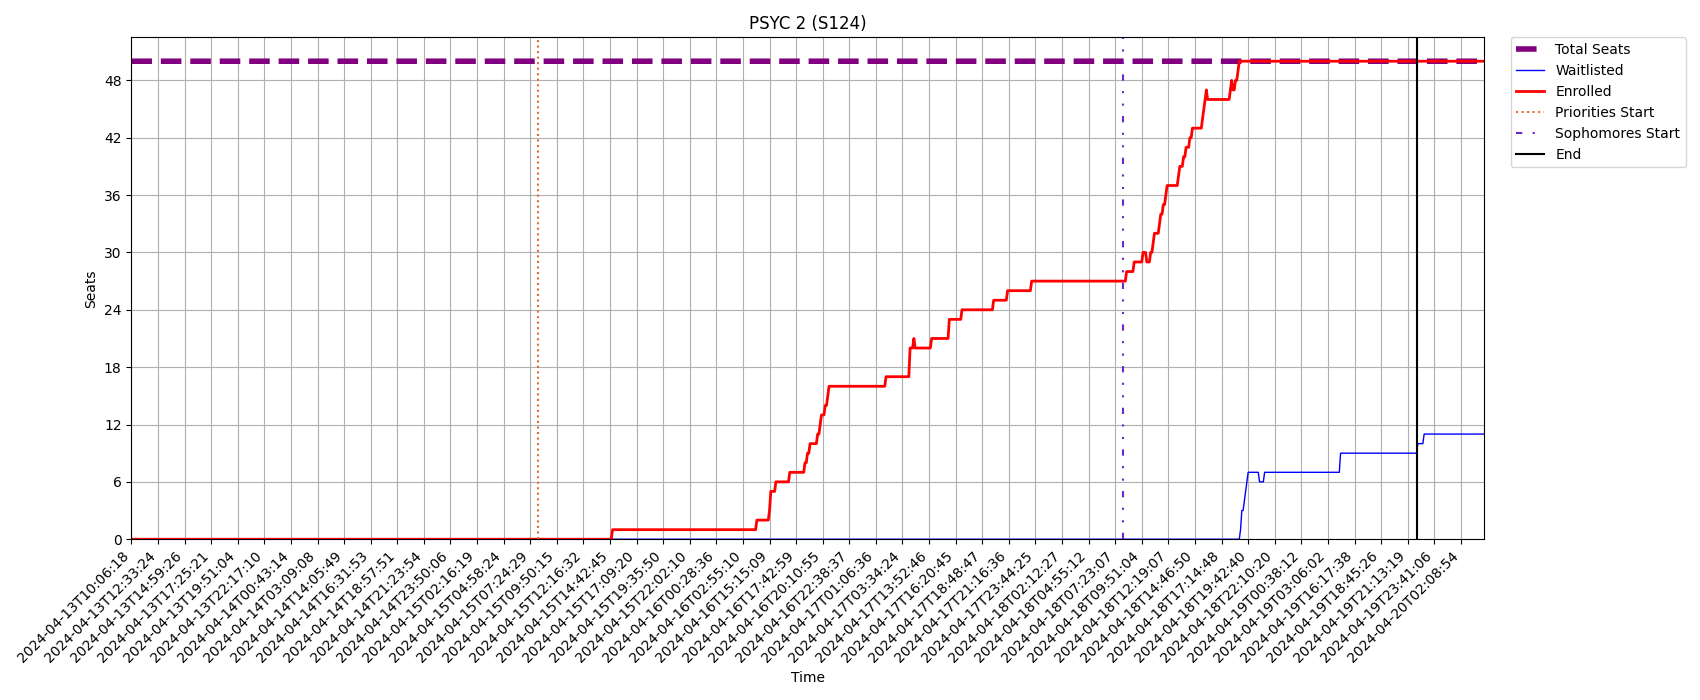 PSYC 2 (S124)
Total Seats
Waitlisted
Enrolled
Priorities Start
Sophomores Start
End
Seats
48
42
36
30
24
18
12
6
0
2024-04-13T10:06:18
2024-04-13T12:33:24
2024-04-13T14:59:26
2024-04-13T17:25:21
2024-04-13T19:51:04
2024-04-13T22:17:10
2024-04-14T00:43:14
2024-04-14T03:09:08
2024-04-14T14:05:49
2024-04-14T16:31:53
2024-04-14T18:57:51
2024-04-14T21:23:54
2024-04-14T23:50:06
2024-04-15T02:16:19
2024-04-15T04:58:24
2024-04-15T07:24:29
2024-04-15T09:50:15
2024-04-15T12:16:32
2024-04-15T14:42:45
2024-04-15T17:09:20
2024-04-15T19:35:50
2024-04-15T22:02:10
2024-04-16T00:28:36
2024-04-16T02:55:10
2024-04-16T15:15:09
2024-04-16T17:42:59
2024-04-16T20:10:55
2024-04-16T22:38:37
2024-04-17T01:06:36
2024-04-17T03:34:24
2024-04-17T13:52:46
2024-04-17T16:20:45
2024-04-17T18:48:47
2024-04-17T21:16:36
2024-04-17T23:44:25
2024-04-18T02:12:27
2024-04-18T04:55:12
2024-04-18T07:23:07
2024-04-18T09:51:04
2024-04-18T12:19:07
2024-04-18T14:46:50
2024-04-18T17:14:48
2024-04-18T19:42:40
2024-04-18T22:10:20
2024-04-19T00:38:12
2024-04-19T03:06:02
2024-04-19T16:17:38
2024-04-19T18:45:26
2024-04-19T21:13:19
2024-04-19T23:41:06
2024-04-20T02:08:54
Time